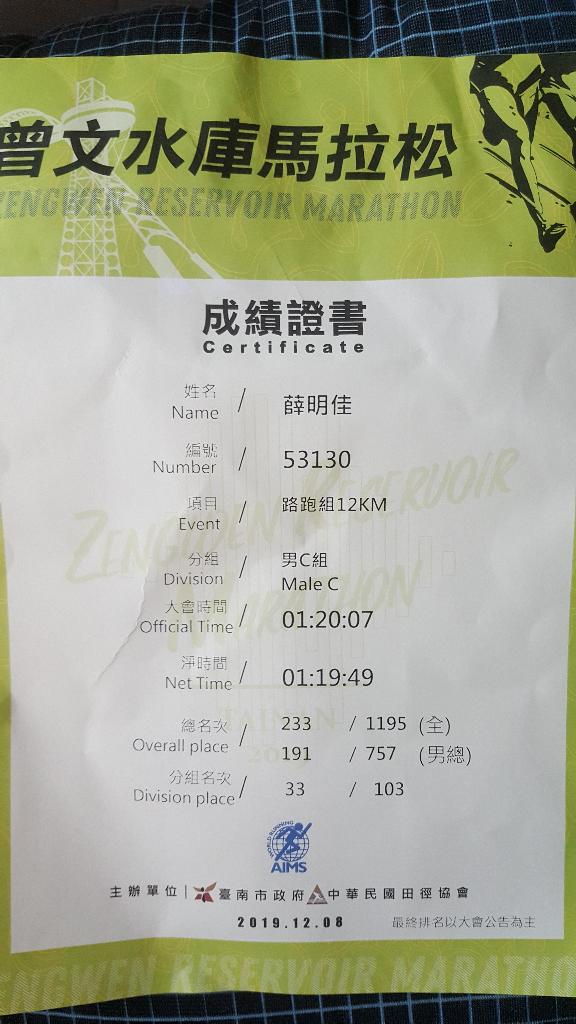 曾文水庫馬拉松
ZENGWEN RESERVOIR MARATHON
成績證書
Certificate
姓名 / 薛明佳
Name
編號 / 53130
Number
項目 / 路跑組12KM
Event
分組 / 男C組
Division Male C
大會時間 / 01:20:07
Official Time
淨時間 / 01:19:49
Net Time
總名次 / 233 / 1195 (全)
Overall place 191 / 757 (男總)
分組名次 / 33 / 103
Division place
ZENGWEN RESERVOIR
MARATHON
TAINAN
WORLD RUNNING
AIMS
主辦單位 | 臺南市政府 中華民國田徑協會
2019.12.08 最終排名以大會公告為主
ENGWEN RESERVOIR MARATHO